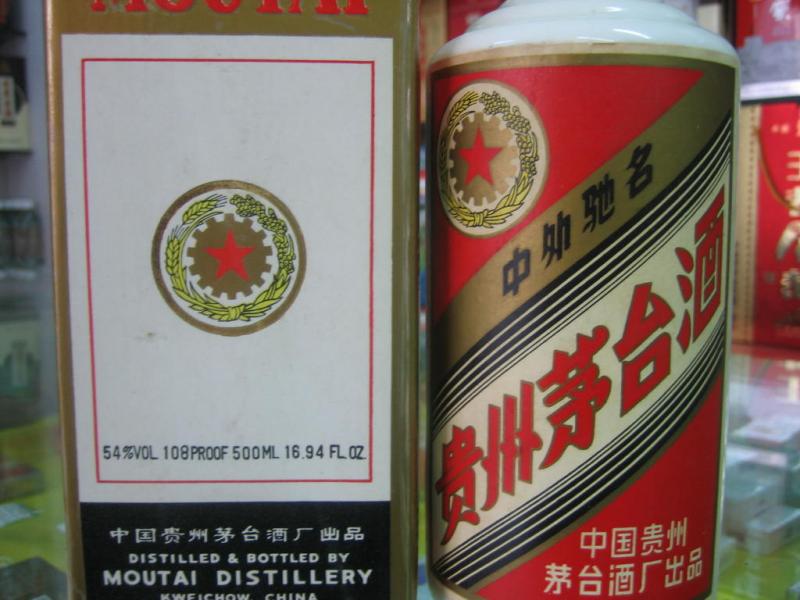 MOUTAI
54%VOL 108PROOF 500ML 16.94 FL.OZ.
中国贵州茅台酒厂出品
DISTILLED & BOTTLED BY
MOUTAI DISTILLERY
KWEICHOW, CHINA
中外驰名
贵州茅台酒
中国贵州
茅台酒厂出品